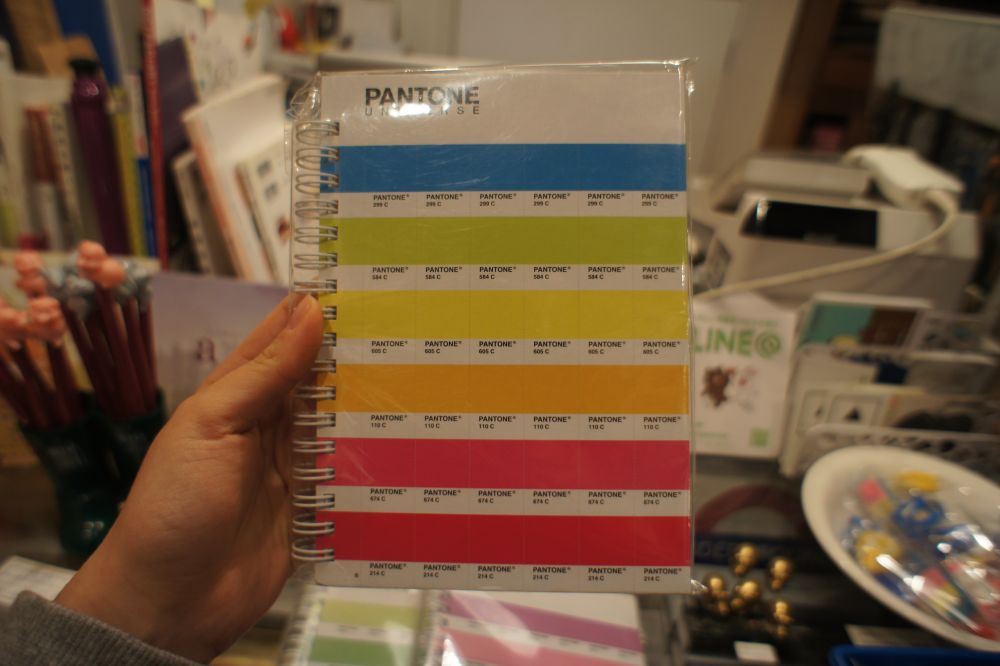 PANTONE
UNIVERSE
PANTONE® PANTONE® PANTONE® PANTONE® PANTONE® PANTONE®
299 C 299 C 299 C 299 C 299 C 299 C
PANTONE® PANTONE® PANTONE® PANTONE® PANTONE® PANTONE®
584 C 584 C 584 C 584 C 584 C 584 C
PANTONE® PANTONE® PANTONE® PANTONE® PANTONE® PANTONE®
605 C 605 C 605 C 605 C 605 C 605 C
PANTONE® PANTONE® PANTONE® PANTONE® PANTONE® PANTONE®
110 C 110 C 110 C 110 C 110 C 110 C
PANTONE® PANTONE® PANTONE® PANTONE® PANTONE® PANTONE®
674 C 674 C 674 C 674 C 674 C 674 C
PANTONE® PANTONE® PANTONE® PANTONE® PANTONE® PANTONE®
214 C 214 C 214 C 214 C 214 C 214 C
LINE@